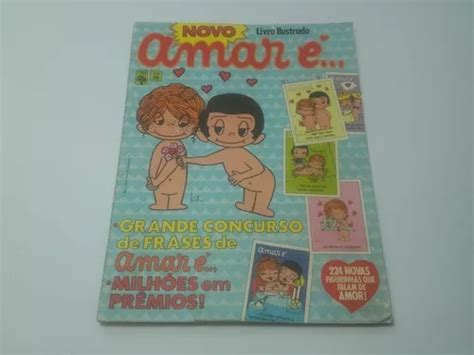 NOVO
Livro Ilustrado
amar é...
• GRANDE CONCURSO
de FRASES de
amar é...
• MILHÕES em
PRÊMIOS!
amar é...
224 NOVAS
FIGURINHAS QUE
FALAM DE
AMOR!